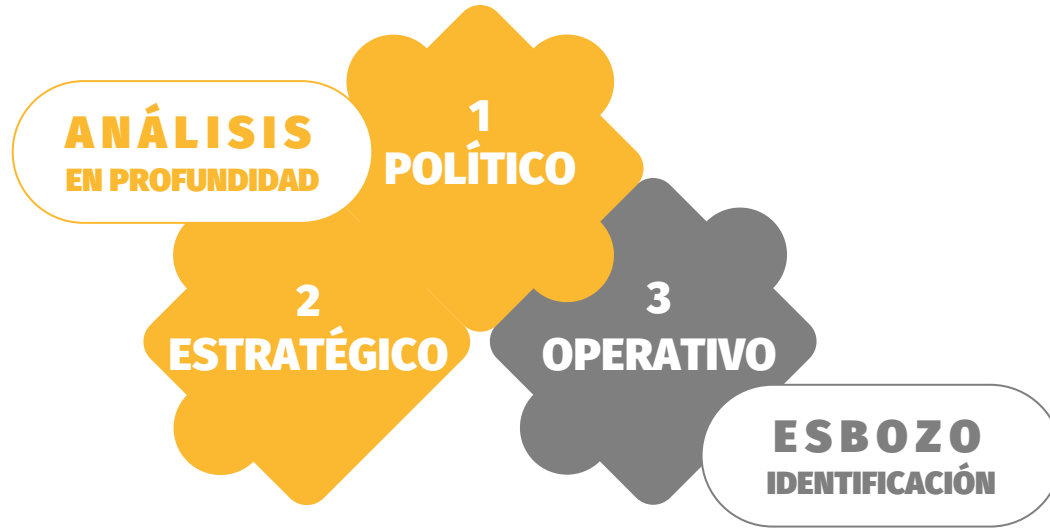 1
POLÍTICO
ANÁLISIS
EN PROFUNDIDAD
2
ESTRATÉGICO
3
OPERATIVO
ESBOZO
IDENTIFICACIÓN